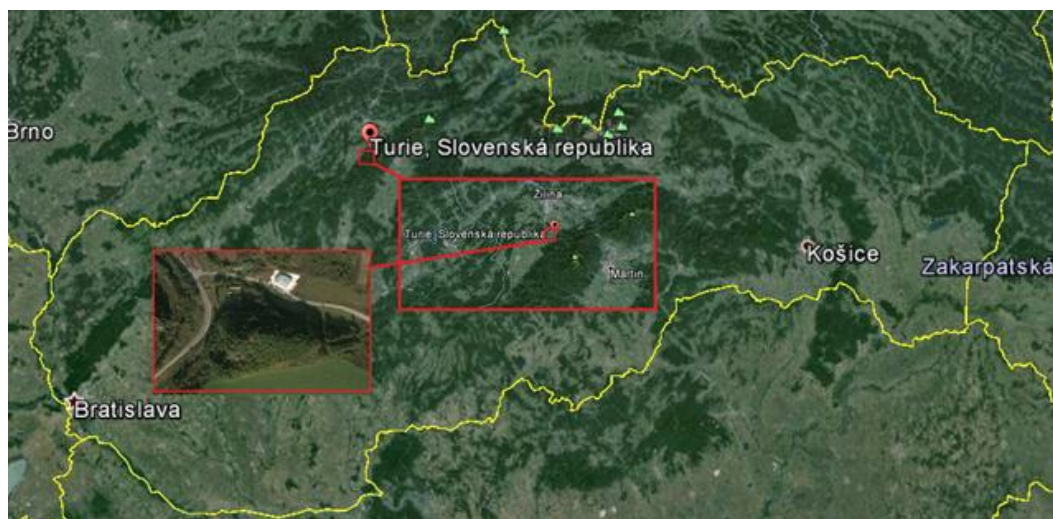 Brno
Turie, Slovenská republika
Žilina
Turie, Slovenská republika
Martin
Košice
Zakarpatská
Bratislava